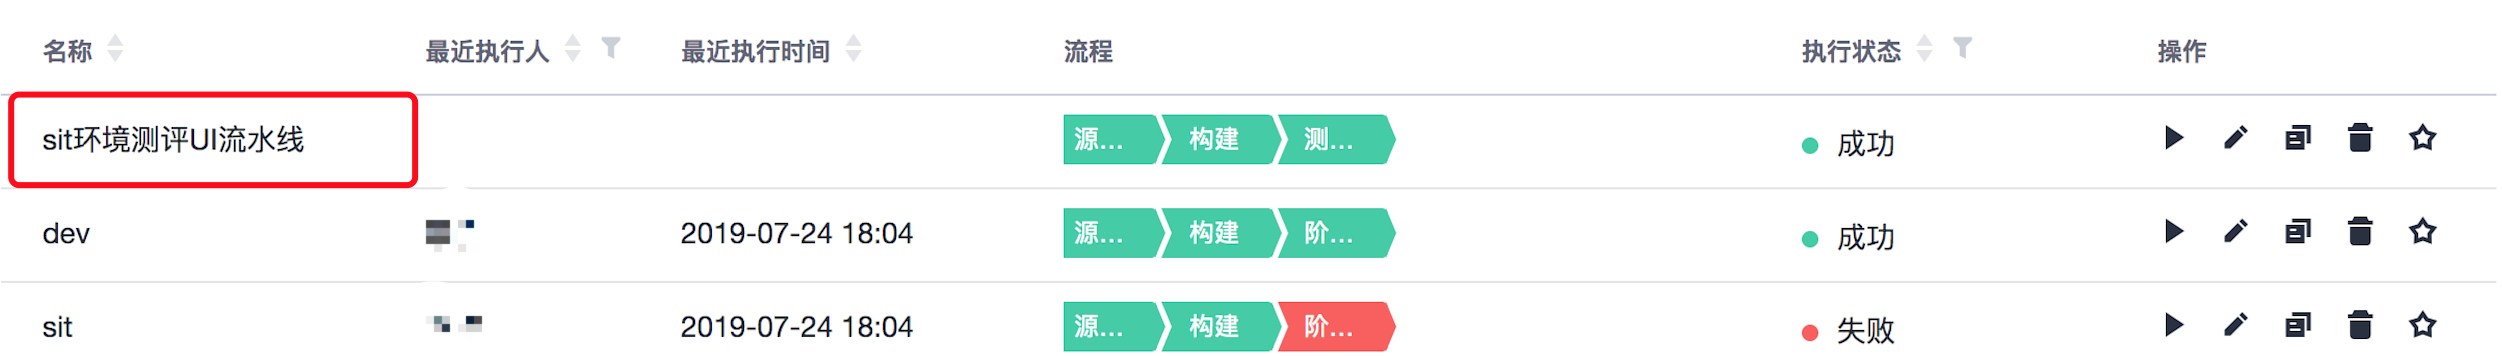 名称 最近执行人 最近执行时间 流程 执行状态 操作
sit环境测评UI流水线 源... 构建 测... 成功
dev 2019-07-24 18:04 源... 构建 阶... 成功
sit 2019-07-24 18:04 源... 构建 阶... 失败